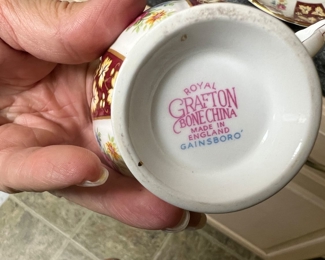 ROYAL
GRAFTON
BONE CHINA
MADE IN
ENGLAND
GAINSBORO'